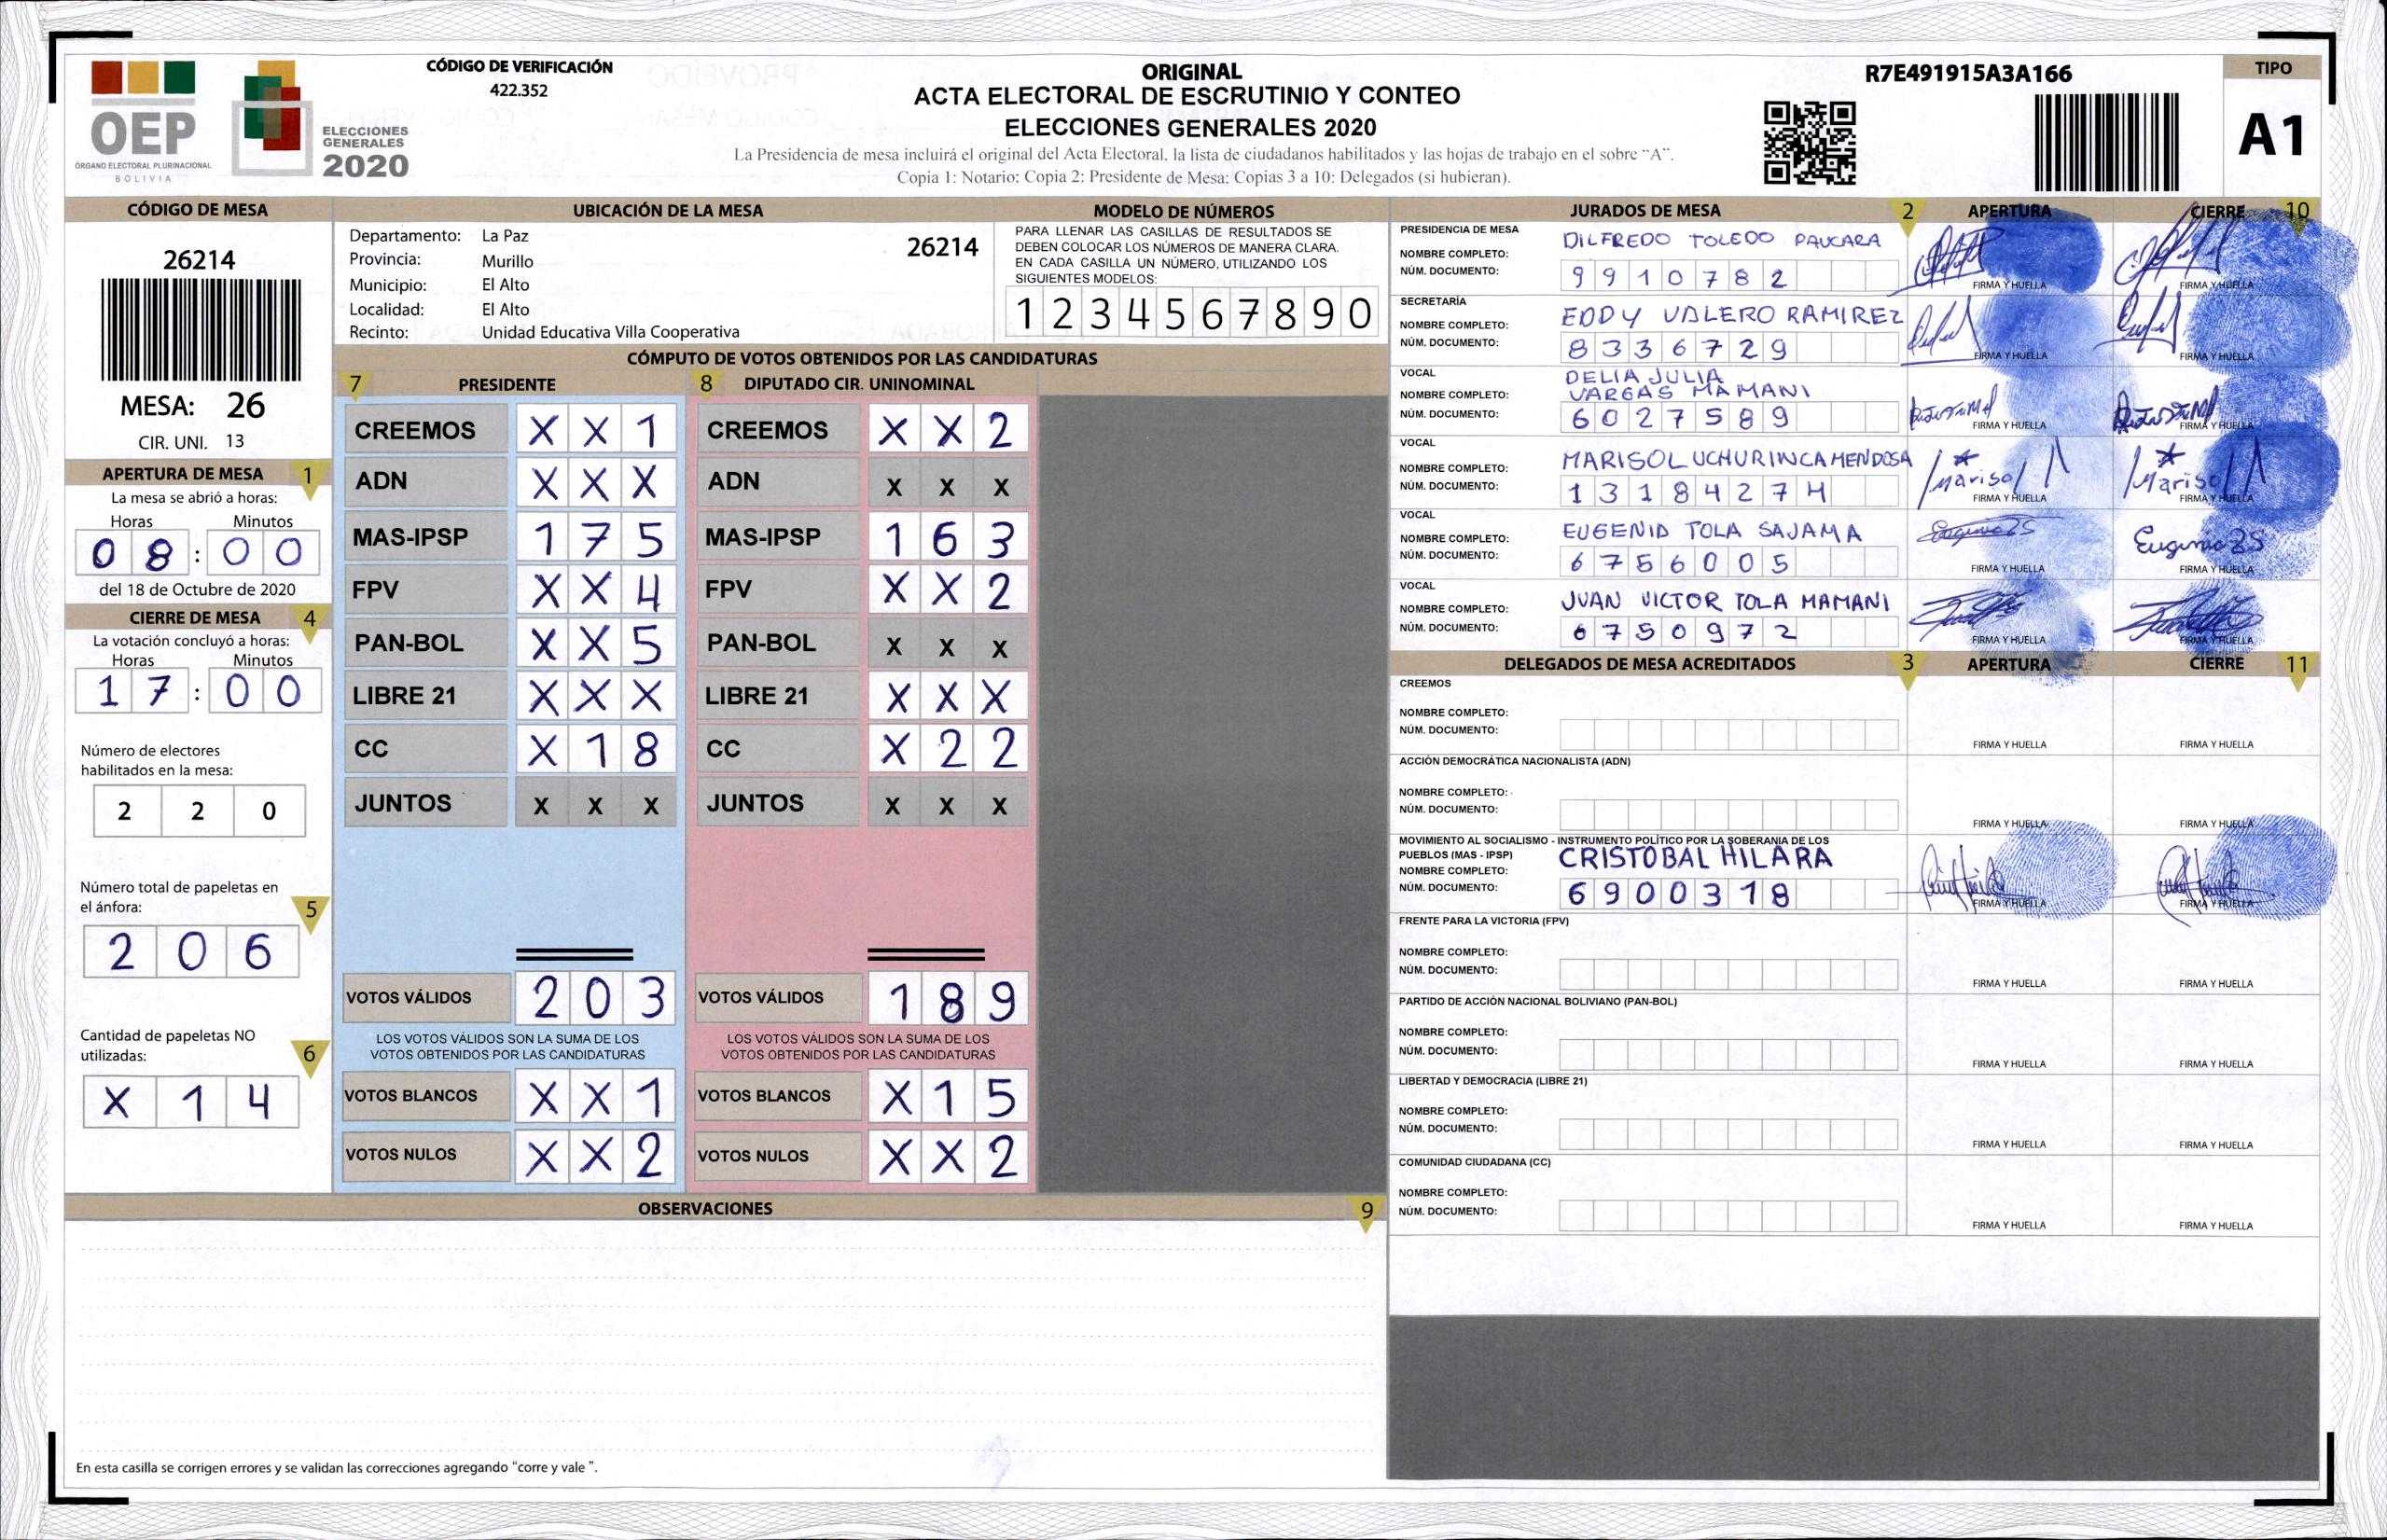 OEP
ÓRGANO ELECTORAL PLURINACIONAL
BOLIVIA
ELECCIONES
GENERALES
2020
CÓDIGO DE VERIFICACIÓN
422.352
ORIGINAL
ACTA ELECTORAL DE ESCRUTINIO Y CONTEO
ELECCIONES GENERALES 2020
La Presidencia de mesa incluirá el original del Acta Electoral, la lista de ciudadanos habilitados y las hojas de trabajo en el sobre "A".
Copia 1: Notario; Copia 2: Presidente de Mesa; Copias 3 a 10: Delegados (si hubieran).
R7E491915A3A166
TIPO
A1
CÓDIGO DE MESA
26214
MESA: 26
CIR. UNI. 13
APERTURA DE MESA 1
La mesa se abrió a horas:
Horas Minutos
0 8 : 0 0
del 18 de Octubre de 2020
CIERRE DE MESA 4
La votación concluyó a horas:
Horas Minutos
1 7 : 0 0
Número de electores
habilitados en la mesa:
2 2 0
Número total de papeletas en
el ánfora: 5
2 0 6
Cantidad de papeletas NO
utilizadas: 6
X 1 4
UBICACIÓN DE LA MESA
Departamento: La Paz 26214
Provincia: Murillo
Municipio: El Alto
Localidad: El Alto
Recinto: Unidad Educativa Villa Cooperativa
MODELO DE NÚMEROS
PARA LLENAR LAS CASILLAS DE RESULTADOS SE
DEBEN COLOCAR LOS NÚMEROS DE MANERA CLARA.
EN CADA CASILLA UN NÚMERO, UTILIZANDO LOS
SIGUIENTES MODELOS:
1 2 3 4 5 6 7 8 9 0
CÓMPUTO DE VOTOS OBTENIDOS POR LAS CANDIDATURAS
7 PRESIDENTE
CREEMOS X X 1
ADN X X X
MAS-IPSP 1 7 5
FPV X X 4
PAN-BOL X X 5
LIBRE 21 X X X
CC X 1 8
JUNTOS X X X
VOTOS VÁLIDOS 2 0 3
LOS VOTOS VÁLIDOS SON LA SUMA DE LOS
VOTOS OBTENIDOS POR LAS CANDIDATURAS
VOTOS BLANCOS X X 1
VOTOS NULOS X X 2
8 DIPUTADO CIR. UNINOMINAL
CREEMOS X X 2
ADN X X X
MAS-IPSP 1 6 3
FPV X X 2
PAN-BOL X X X
LIBRE 21 X X X
CC X 2 2
JUNTOS X X X
VOTOS VÁLIDOS 1 8 9
LOS VOTOS VÁLIDOS SON LA SUMA DE LOS
VOTOS OBTENIDOS POR LAS CANDIDATURAS
VOTOS BLANCOS X 1 5
VOTOS NULOS X X 2
OBSERVACIONES 9
En esta casilla se corrigen errores y se validan las correcciones agregando "corre y vale ".
JURADOS DE MESA 2 APERTURA CIERRE 10
PRESIDENCIA DE MESA
NOMBRE COMPLETO: DILFREDO TOLEDO PAUCARA
NÚM. DOCUMENTO: 9 9 1 0 7 8 2
FIRMA Y HUELLA FIRMA Y HUELLA
SECRETARÍA
NOMBRE COMPLETO: EDDY VALERO RAMIREZ
NÚM. DOCUMENTO: 8 3 3 6 7 2 9
FIRMA Y HUELLA FIRMA Y HUELLA
VOCAL
NOMBRE COMPLETO: DELIA JULIA
VARGAS MAMANI
NÚM. DOCUMENTO: 6 0 2 7 5 8 9
FIRMA Y HUELLA FIRMA Y HUELLA
VOCAL
NOMBRE COMPLETO: MARISOL UCHURINCA MENDOSA
NÚM. DOCUMENTO: 1 3 1 8 4 2 7 4
Marisol Marisol
FIRMA Y HUELLA FIRMA Y HUELLA
VOCAL
NOMBRE COMPLETO: EUGENIO TOLA SAJAMA
NÚM. DOCUMENTO: 6 7 5 6 0 0 5
Eugenio Eugenio
FIRMA Y HUELLA FIRMA Y HUELLA
VOCAL
NOMBRE COMPLETO: JUAN VICTOR TOLA MAMANI
NÚM. DOCUMENTO: 6 7 5 0 9 7 2
FIRMA Y HUELLA FIRMA Y HUELLA
DELEGADOS DE MESA ACREDITADOS 3 APERTURA CIERRE 11
CREEMOS
NOMBRE COMPLETO:
NÚM. DOCUMENTO:
FIRMA Y HUELLA FIRMA Y HUELLA
ACCIÓN DEMOCRÁTICA NACIONALISTA (ADN)
NOMBRE COMPLETO:
NÚM. DOCUMENTO:
FIRMA Y HUELLA FIRMA Y HUELLA
MOVIMIENTO AL SOCIALISMO - INSTRUMENTO POLÍTICO POR LA SOBERANIA DE LOS
PUEBLOS (MAS - IPSP)
NOMBRE COMPLETO: CRISTOBAL HILARA
NÚM. DOCUMENTO: 6 9 0 0 3 1 8
FIRMA Y HUELLA FIRMA Y HUELLA
FRENTE PARA LA VICTORIA (FPV)
NOMBRE COMPLETO:
NÚM. DOCUMENTO:
FIRMA Y HUELLA FIRMA Y HUELLA
PARTIDO DE ACCIÓN NACIONAL BOLIVIANO (PAN-BOL)
NOMBRE COMPLETO:
NÚM. DOCUMENTO:
FIRMA Y HUELLA FIRMA Y HUELLA
LIBERTAD Y DEMOCRACIA (LIBRE 21)
NOMBRE COMPLETO:
NÚM. DOCUMENTO:
FIRMA Y HUELLA FIRMA Y HUELLA
COMUNIDAD CIUDADANA (CC)
NOMBRE COMPLETO:
NÚM. DOCUMENTO:
FIRMA Y HUELLA FIRMA Y HUELLA